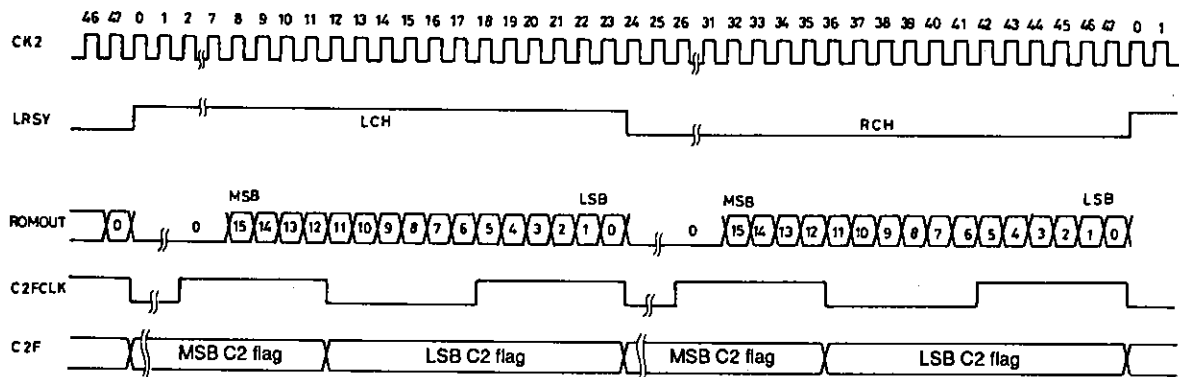 46 47 0 1 2 7 8 9 10 11 12 13 14 15 16 17 18 19 20 21 22 23 24 25 26 31 32 33 34 35 36 37 38 39 40 41 42 43 44 45 46 47 0 1
CK2
LRSY LCH RCH
MSB LSB MSB LSB
ROMOUT 0 0 15 14 13 12 11 10 9 8 7 6 5 4 3 2 1 0 0 15 14 13 12 11 10 9 8 7 6 5 4 3 2 1 0
C2FCLK
C2F MSB C2 flag LSB C2 flag MSB C2 flag LSB C2 flag